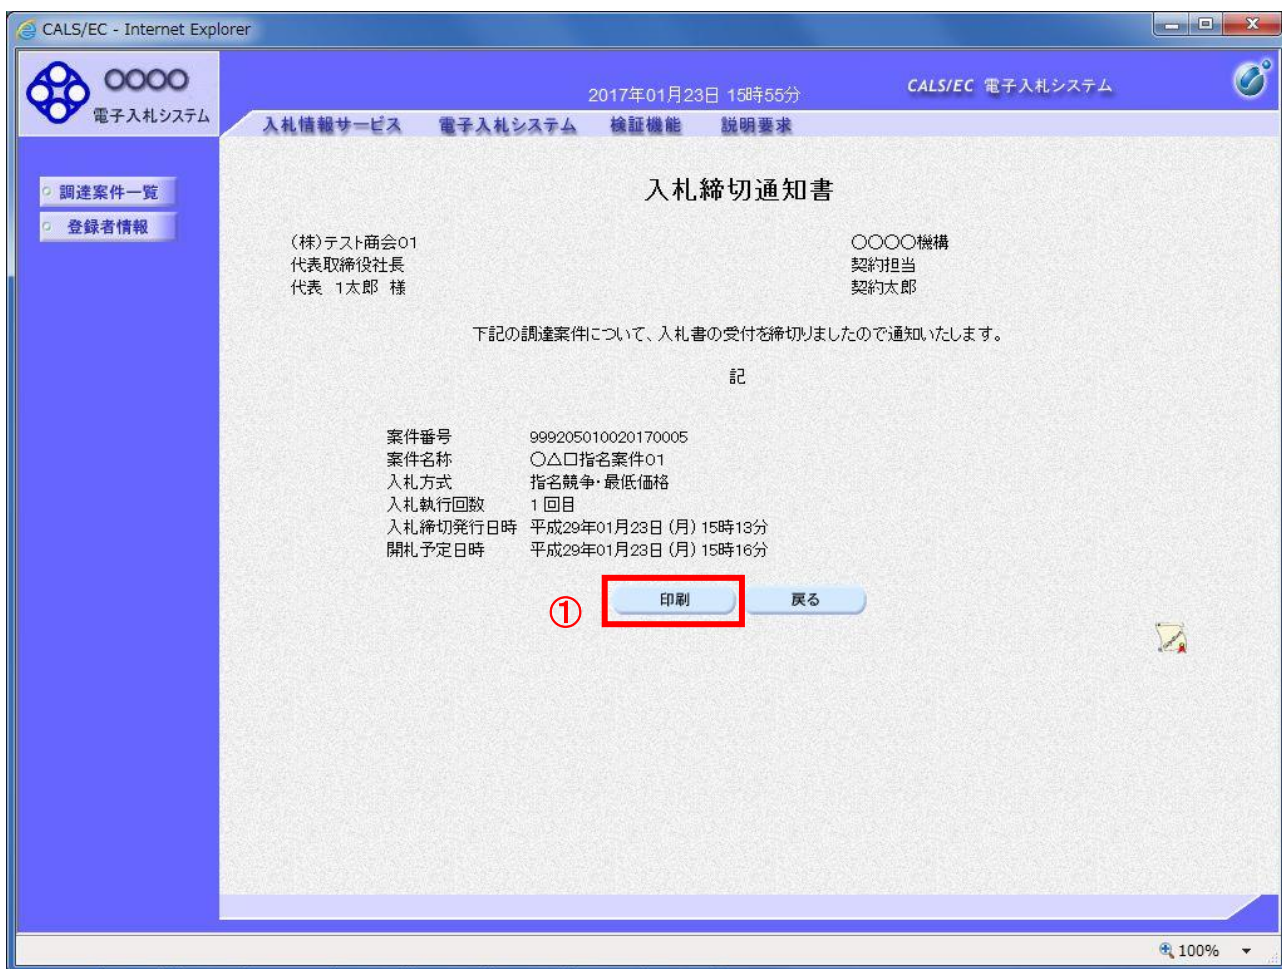 CALS/EC - Internet Explorer
〇〇〇〇
電子入札システム
2017年01月23日 15時55分
CALS/EC 電子入札システム
入札情報サービス 電子入札システム 検証機能 説明要求
調達案件一覧
登録者情報
入札締切通知書
(株)テスト商会01
代表取締役社長
代表 1太郎 様
〇〇〇〇機構
契約担当
契約太郎
下記の調達案件について、入札書の受付を締切りましたので通知いたします。
記
案件番号 999205010020170005
案件名称 〇△口指名案件01
入札方式 指名競争・最低価格
入札執行回数 1回目
入札締切発行日時 平成29年01月23日 (月) 15時13分
開札予定日時 平成29年01月23日 (月) 15時16分
① 印刷 戻る
100%